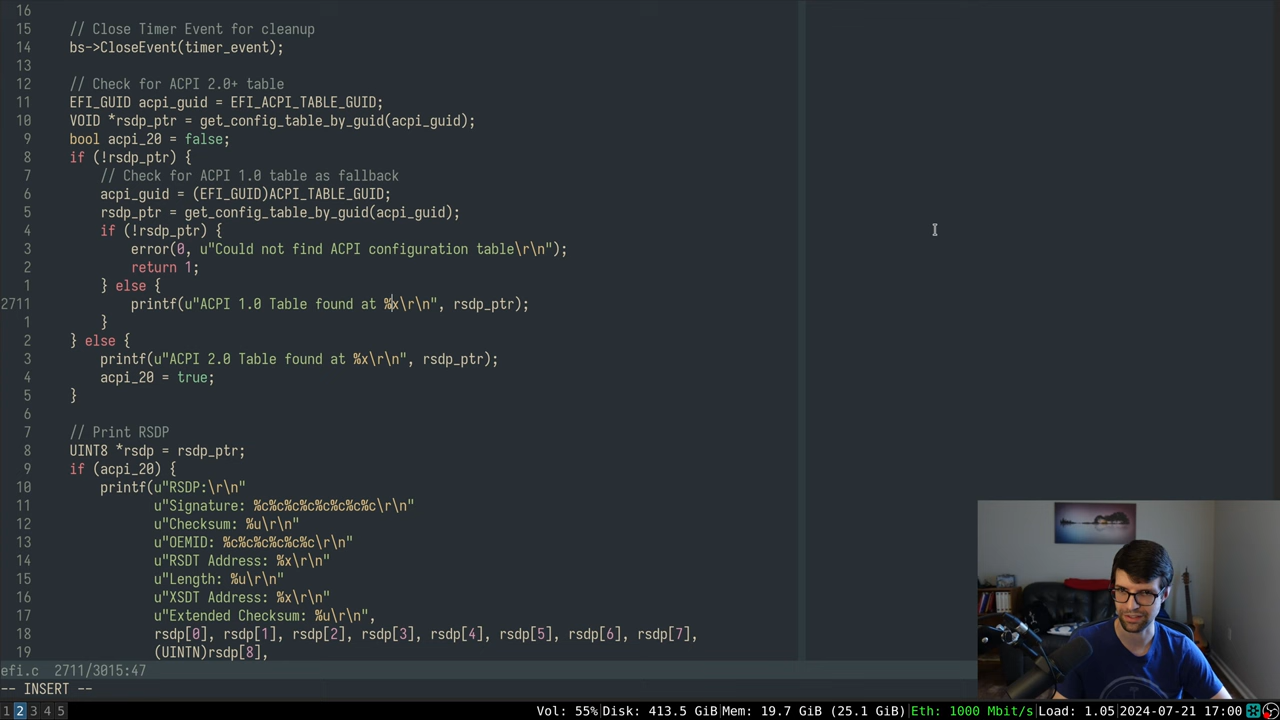 16
15 // Close Timer Event for cleanup
14 bs->CloseEvent(timer_event);
13
12 // Check for ACPI 2.0+ table
11 EFI_GUID acpi_guid = EFI_ACPI_TABLE_GUID;
10 VOID *rsdp_ptr = get_config_table_by_guid(acpi_guid);
9 bool acpi_20 = false;
8 if (!rsdp_ptr) {
7 // Check for ACPI 1.0 table as fallback
6 acpi_guid = (EFI_GUID)ACPI_TABLE_GUID;
5 rsdp_ptr = get_config_table_by_guid(acpi_guid);
4 if (!rsdp_ptr) {
3 error(0, u"Could not find ACPI configuration table\r\n");
2 return 1;
1 } else {
2711 printf(u"ACPI 1.0 Table found at %x\r\n", rsdp_ptr);
1 }
2 } else {
3 printf(u"ACPI 2.0 Table found at %x\r\n", rsdp_ptr);
4 acpi_20 = true;
5 }
6
7 // Print RSDP
8 UINT8 *rsdp = rsdp_ptr;
9 if (acpi_20) {
10 printf(u"RSDP:\r\n"
11 u"Signature: %c%c%c%c%c%c%c%c\r\n"
12 u"Checksum: %u\r\n"
13 u"OEMID: %c%c%c%c%c%c\r\n"
14 u"RSDT Address: %x\r\n"
15 u"Length: %u\r\n"
16 u"XSDT Address: %x\r\n"
17 u"Extended Checksum: %u\r\n",
18 rsdp[0], rsdp[1], rsdp[2], rsdp[3], rsdp[4], rsdp[5], rsdp[6], rsdp[7],
19 (UINTN)rsdp[8],
efi.c 2711/3015:47
-- INSERT --
1 2 3 4 5 Vol: 55% Disk: 413.5 GiB Mem: 19.7 GiB (25.1 GiB) Eth: 1000 Mbit/s Load: 1.05 2024-07-21 17:00